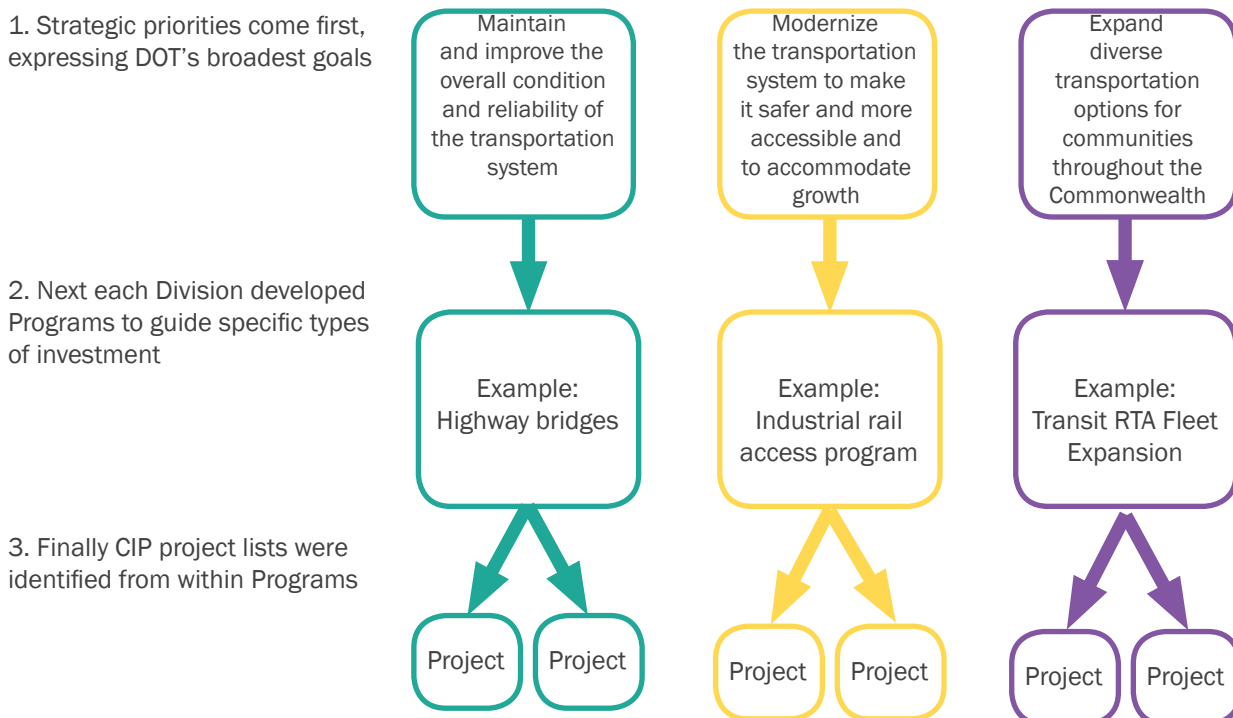 1. Strategic priorities come first,
expressing DOT's broadest goals
Maintain
and improve the
overall condition
and reliability of
the transportation
system
Modernize
the transportation
system to make
it safer and more
accessible and
to accommodate
growth
Expand
diverse
transportation
options for
communities
throughout the
Commonwealth
2. Next each Division developed
Programs to guide specific types
of investment
Example:
Highway bridges
Example:
Industrial rail
access program
Example:
Transit RTA Fleet
Expansion
3. Finally CIP project lists were
identified from within Programs
Project
Project
Project
Project
Project
Project